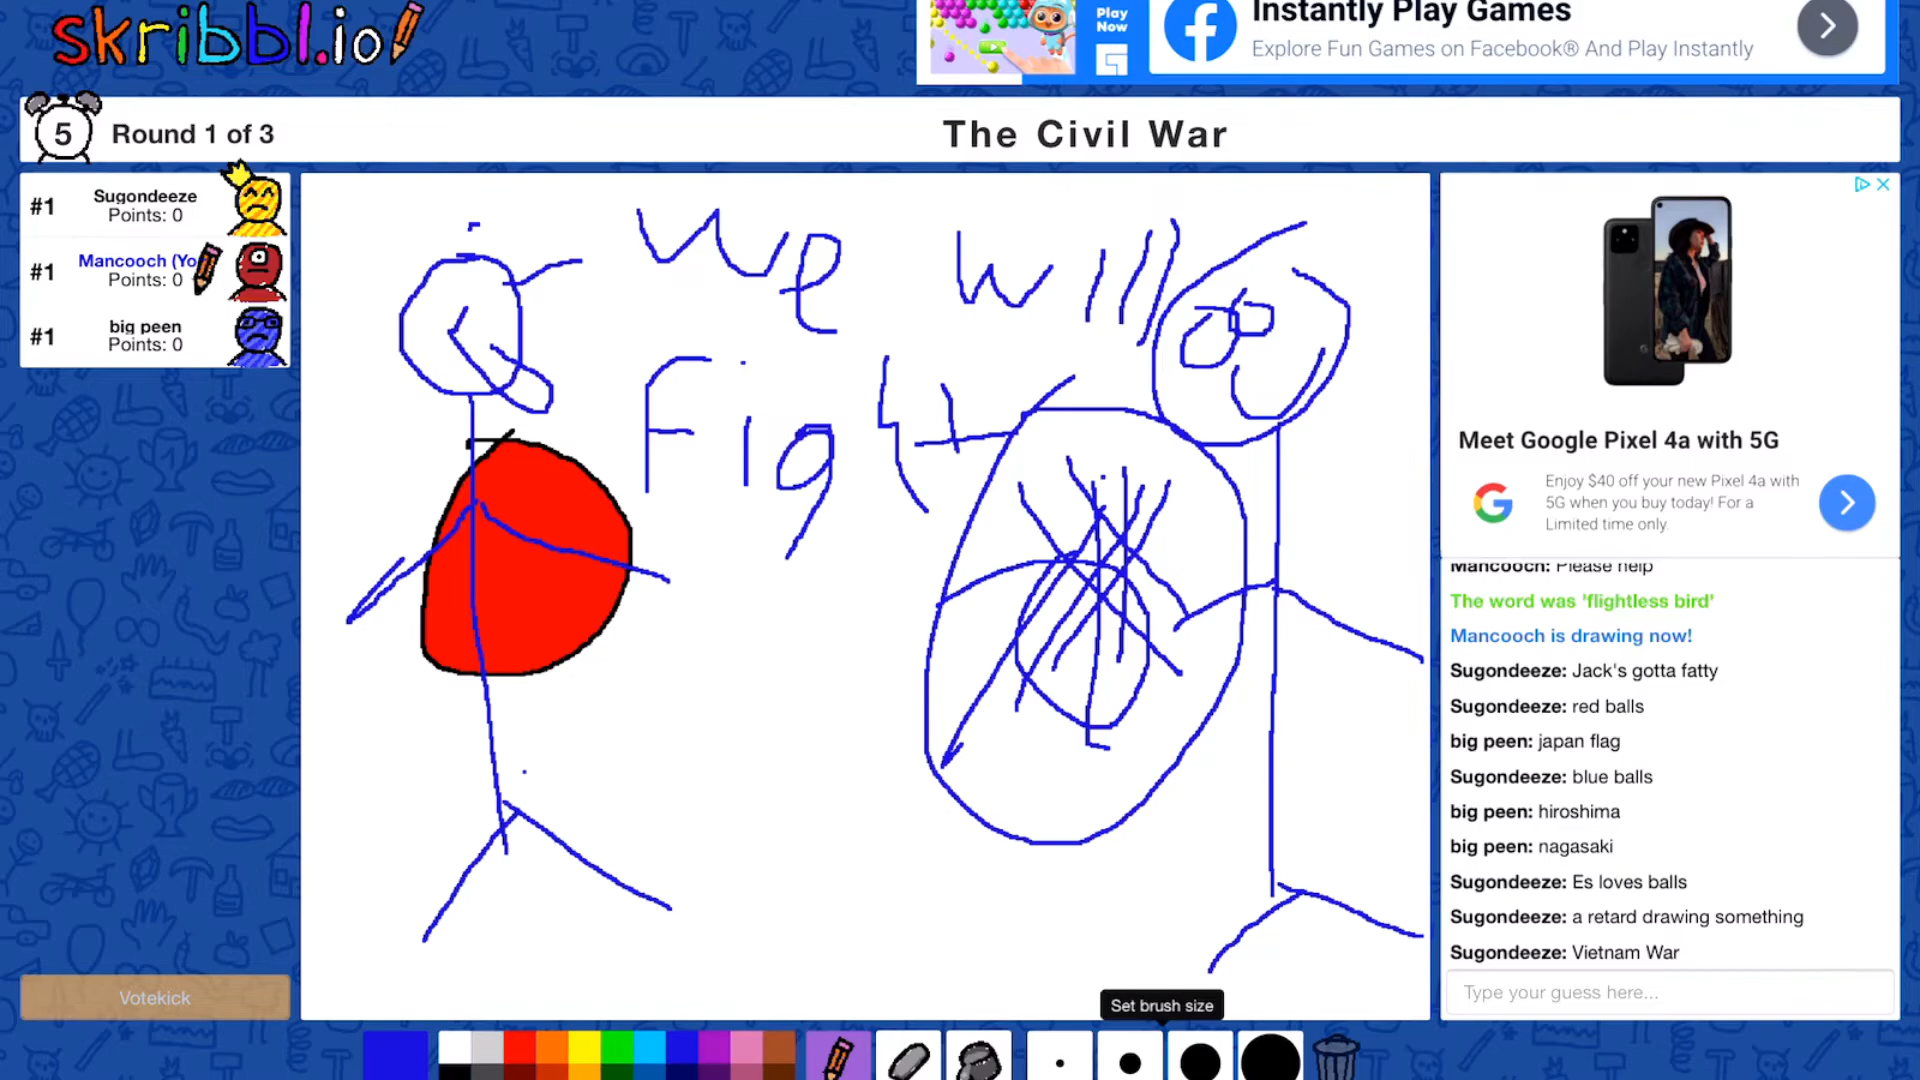 skribbl.io
Play
Now
Instantly Play Games
Explore Fun Games on Facebook® And Play Instantly
5
Round 1 of 3
The Civil War
#1
Sugondeeze
Points: 0
#1
Mancooch (Yo
Points: 0
#1
big peen
Points: 0
We will
Fight
Meet Google Pixel 4a with 5G
Enjoy $40 off your new Pixel 4a with
5G when you buy today! For a
Limited time only.
Mancooch: Please help
The word was 'flightless bird'
Mancooch is drawing now!
Sugondeeze: Jack's gotta fatty
Sugondeeze: red balls
big peen: japan flag
Sugondeeze: blue balls
big peen: hiroshima
big peen: nagasaki
Sugondeeze: Es loves balls
Sugondeeze: a retard drawing something
Sugondeeze: Vietnam War
Type your guess here...
Votekick
Set brush size